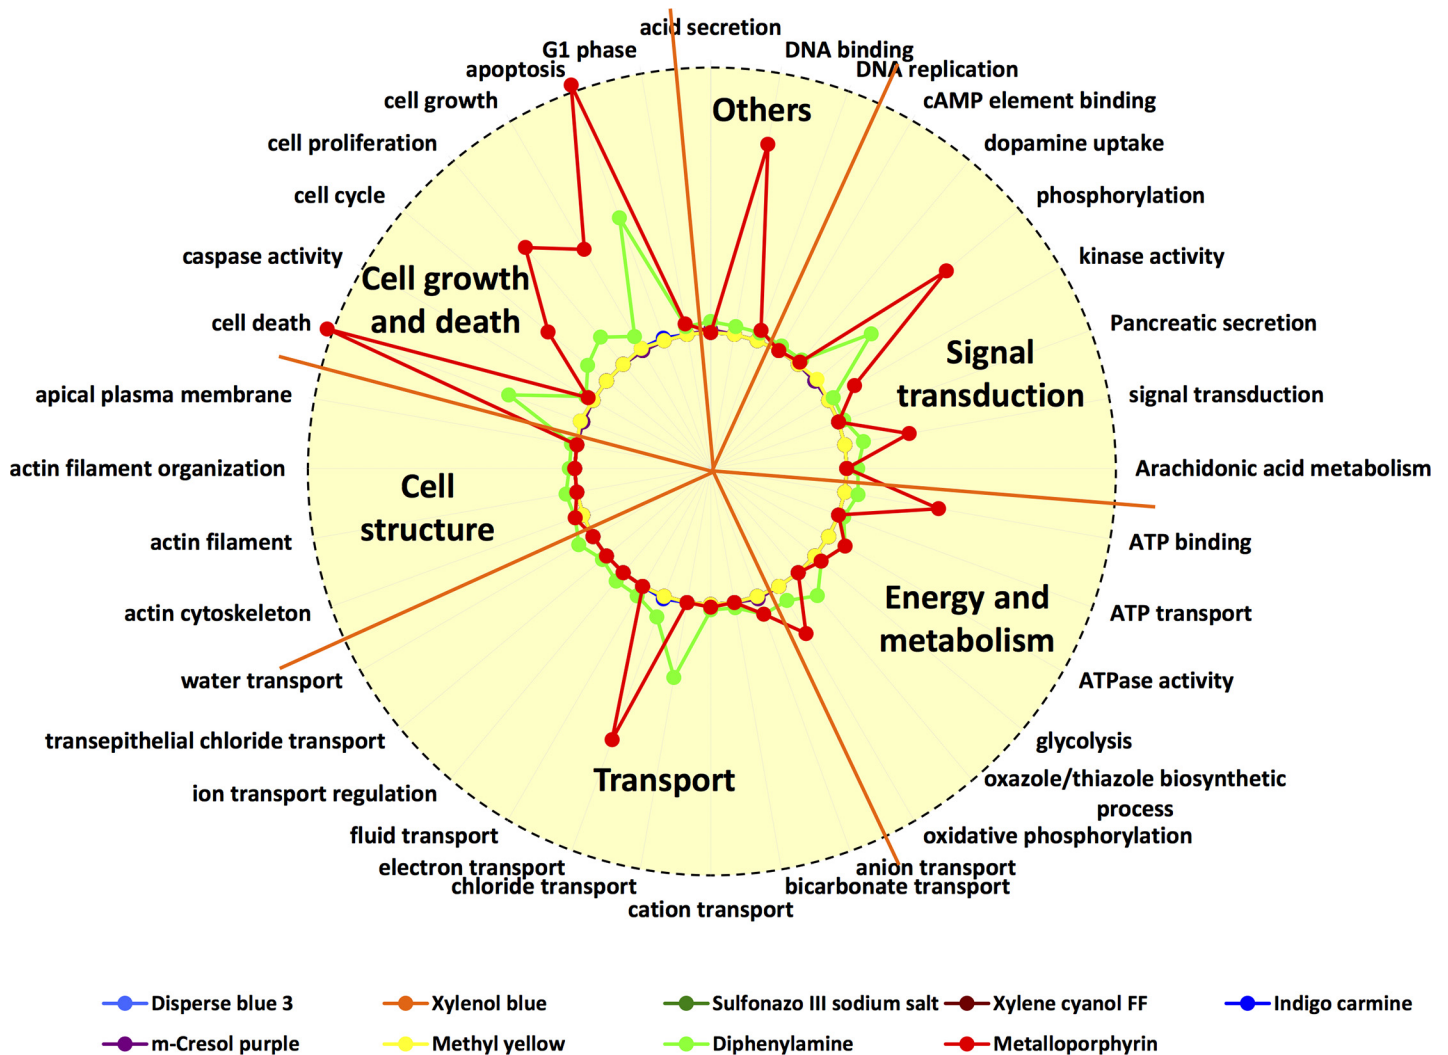 acid secretion
G1 phase
DNA binding
apoptosis
DNA replication
cell growth
cAMP element binding
Others
cell proliferation
dopamine uptake
cell cycle
phosphorylation
caspase activity
kinase activity
Cell growth
and death
cell death
Pancreatic secretion
Signal
transduction
apical plasma membrane
signal transduction
actin filament organization
Arachidonic acid metabolism
Cell
structure
actin filament
ATP binding
actin cytoskeleton
Energy and
metabolism
ATP transport
water transport
ATPase activity
transepithelial chloride transport
glycolysis
Transport
oxazole/thiazole biosynthetic
process
ion transport regulation
fluid transport
oxidative phosphorylation
electron transport
anion transport
chloride transport
bicarbonate transport
cation transport
Disperse blue 3
Xylenol blue
Sulfonazo III sodium salt
Xylene cyanol FF
Indigo carmine
m-Cresol purple
Methyl yellow
Diphenylamine
Metalloporphyrin